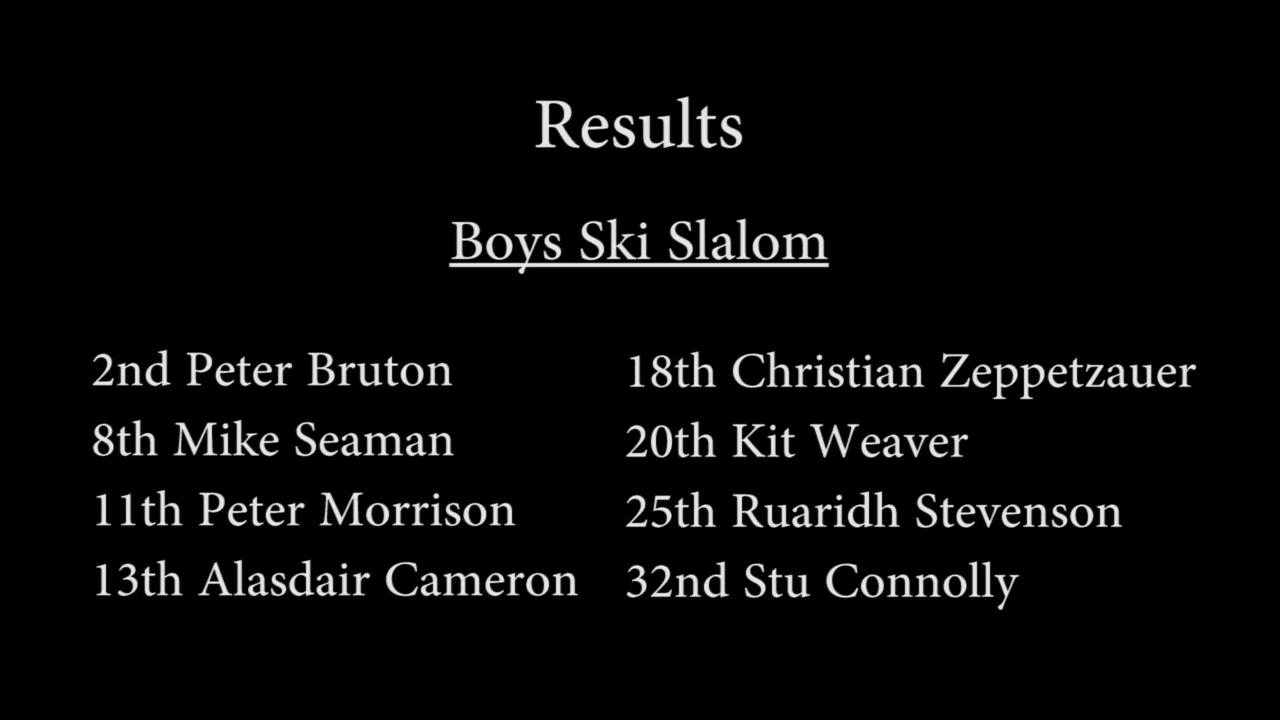 Results
Boys Ski Slalom
2nd Peter Bruton
8th Mike Seaman
11th Peter Morrison
13th Alasdair Cameron
18th Christian Zeppetzauer
20th Kit Weaver
25th Ruaridh Stevenson
32nd Stu Connolly